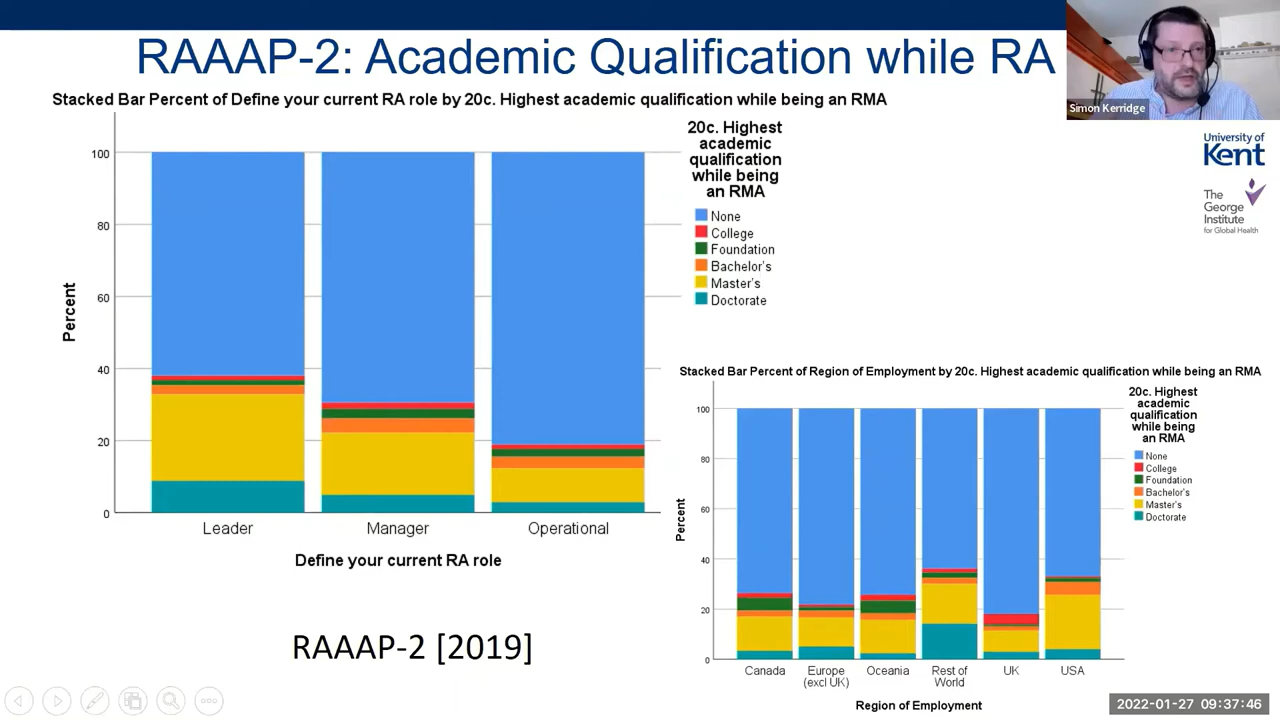 RAAAP-2: Academic Qualification while RA
Simon Kerridge
University of
Kent
The
George
Institute
for Global Health
Stacked Bar Percent of Define your current RA role by 20c. Highest academic qualification while being an RMA
Percent
100
80
60
40
20
0
Leader
Manager
Operational
Define your current RA role
20c. Highest
academic
qualification
while being
an RMA
None
College
Foundation
Bachelor's
Master's
Doctorate
RAAAP-2 [2019]
Stacked Bar Percent of Region of Employment by 20c. Highest academic qualification while being an RMA
Percent
100
80
60
40
20
0
Canada
Europe
(excl UK)
Oceania
Rest of
World
UK
USA
Region of Employment
20c. Highest
academic
qualification
while being
an RMA
None
College
Foundation
Bachelor's
Master's
Doctorate
2022-01-27 09:37:46